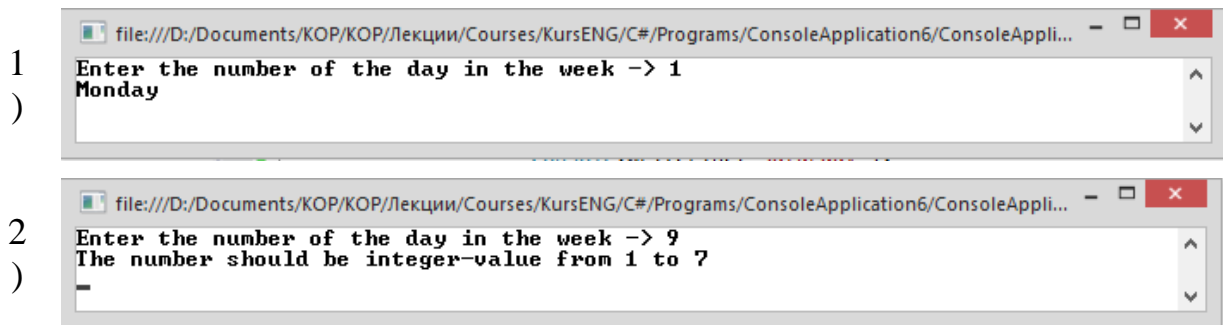 1
)
file:///D:/Documents/KOP/KOP/Лекции/Courses/KursENG/C#/Programs/ConsoleApplication6/ConsoleAppli...
Enter the number of the day in the week -> 1
Monday
2
)
file:///D:/Documents/KOP/KOP/Лекции/Courses/KursENG/C#/Programs/ConsoleApplication6/ConsoleAppli...
Enter the number of the day in the week -> 9
The number should be integer-value from 1 to 7